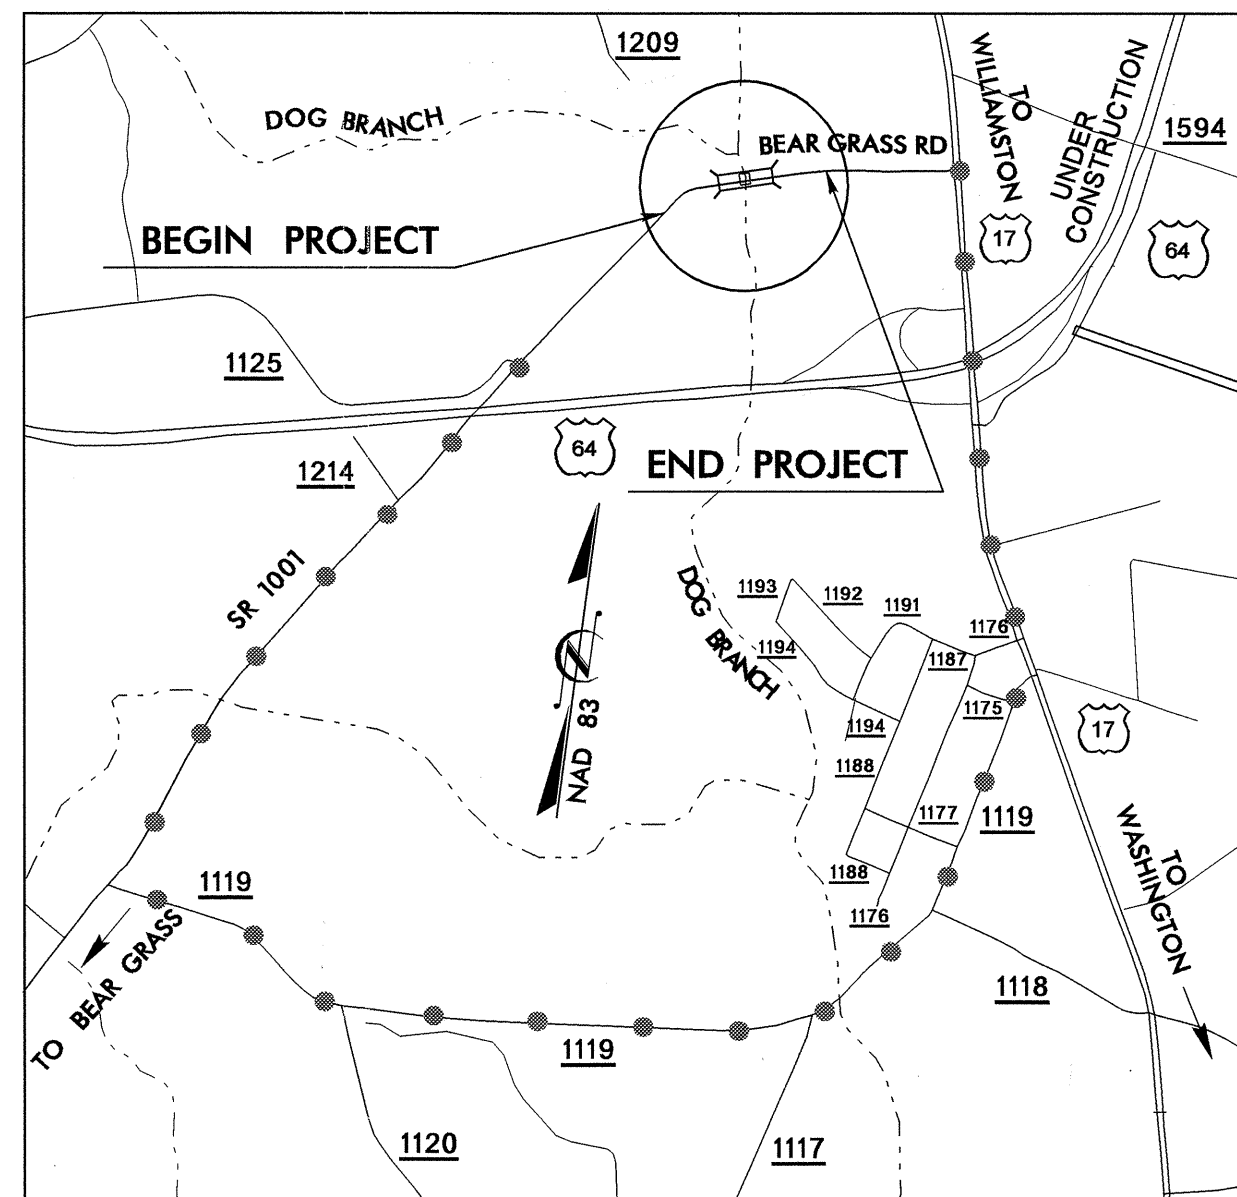 1209
TO
WILLIAMSTON
UNDER
CONSTRUCTION
1594
DOG BRANCH
BEAR GRASS RD
BEGIN PROJECT
17
64
1125
64
END PROJECT
1214
SR 1001
DOG BRANCH
1193
1192
1191
1176
1194
1187
NAD 83
1194
1175
17
1188
1177
1119
TO
WASHINGTON
1188
1119
1176
TO BEAR GRASS
1118
1119
1120
1117